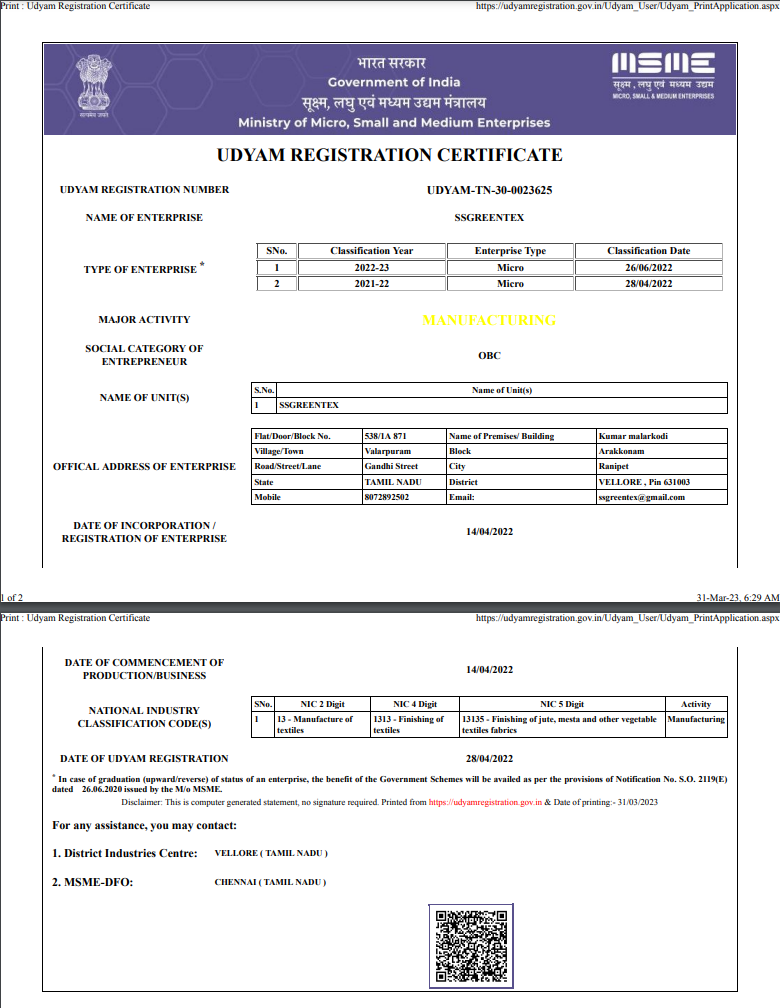 Print : Udyam Registration Certificate https://udyamregistration.gov.in/Udyam_User/Udyam_PrintApplication.aspx
भारत सरकार
Government of India
सूक्ष्म, लघु एवं मध्यम उद्यम मंत्रालय
Ministry of Micro, Small and Medium Enterprises
सत्यमेव जयते
MSME
सूक्ष्म, लघु एवं मध्यम उद्यम
MICRO, SMALL & MEDIUM ENTERPRISES
UDYAM REGISTRATION CERTIFICATE
UDYAM REGISTRATION NUMBER UDYAM-TN-30-0023625
NAME OF ENTERPRISE SSGREENTEX
TYPE OF ENTERPRISE *
SNo. Classification Year Enterprise Type Classification Date
1 2022-23 Micro 26/06/2022
2 2021-22 Micro 28/04/2022
MAJOR ACTIVITY MANUFACTURING
SOCIAL CATEGORY OF
ENTREPRENEUR
OBC
NAME OF UNIT(S)
S.No. Name of Unit(s)
1 SSGREENTEX
OFFICAL ADDRESS OF ENTERPRISE
Flat/Door/Block No. 538/1A 871 Name of Premises/ Building Kumar malarkodi
Village/Town Valarpuram Block Arakkonam
Road/Street/Lane Gandhi Street City Ranipet
State TAMIL NADU District VELLORE , Pin 631003
Mobile 8072892502 Email: ssgreentex@gmail.com
DATE OF INCORPORATION /
REGISTRATION OF ENTERPRISE
14/04/2022
1 of 2 31-Mar-23, 6:29 AM
Print : Udyam Registration Certificate https://udyamregistration.gov.in/Udyam_User/Udyam_PrintApplication.aspx
DATE OF COMMENCEMENT OF
PRODUCTION/BUSINESS
14/04/2022
NATIONAL INDUSTRY
CLASSIFICATION CODE(S)
SNo. NIC 2 Digit NIC 4 Digit NIC 5 Digit Activity
1 13 - Manufacture of textiles 1313 - Finishing of textiles 13135 - Finishing of jute, mesta and other vegetable textiles fabrics Manufacturing
DATE OF UDYAM REGISTRATION 28/04/2022
* In case of graduation (upward/reverse) of status of an enterprise, the benefit of the Government Schemes will be availed as per the provisions of Notification No. S.O. 2119(E)
dated 26.06.2020 issued by the M/o MSME.
Disclaimer: This is computer generated statement, no signature required. Printed from https://udyamregistration.gov.in & Date of printing:- 31/03/2023
For any assistance, you may contact:
1. District Industries Centre: VELLORE ( TAMIL NADU )
2. MSME-DFO: CHENNAI ( TAMIL NADU )